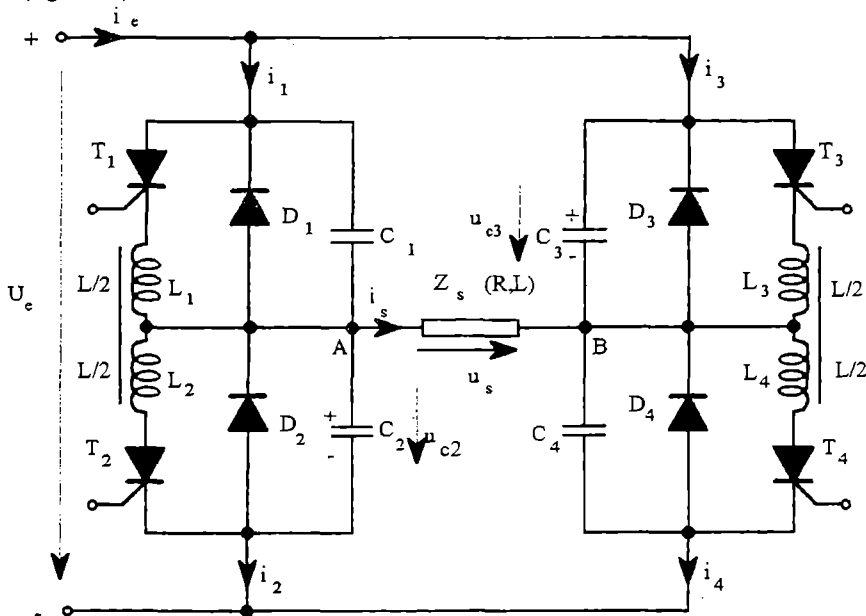 i e
+
i 1
i 3
T 1
T 3
D 1
C 1
u c3
+
C 3
-
D 3
L/2
L 1
Z s (R,L)
L 3
L/2
U e
i s
A
B
u s
L/2
L 2
L 4
L/2
D 2
+
C 2
-
u c2
C 4
D 4
T 2
T 4
i 2
i 4
-